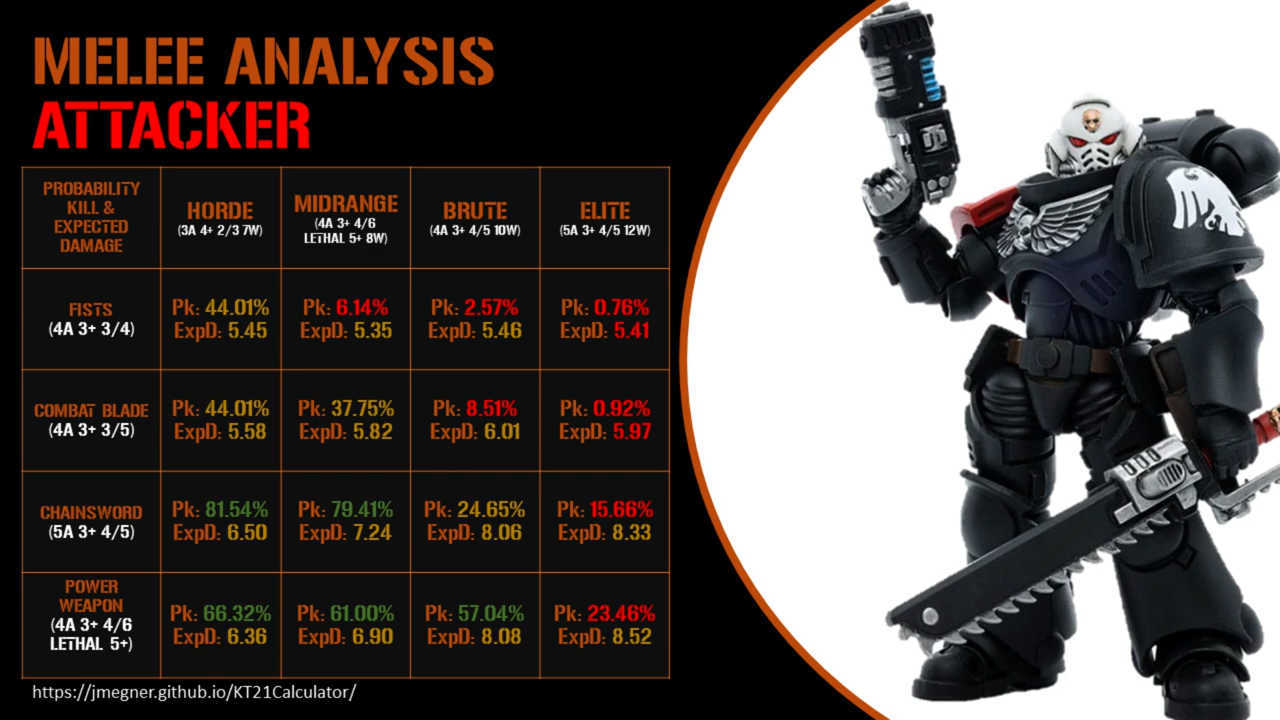 MELEE ANALYSIS
ATTACKER
PROBABILITY
KILL &
EXPECTED
DAMAGE
HORDE
(3A 4+ 2/3 7W)
MIDRANGE
(4A 3+ 4/6
LETHAL 5+ 8W)
BRUTE
(4A 3+ 4/5 10W)
ELITE
(5A 3+ 4/5 12W)
FISTS
(4A 3+ 3/4)
Pk: 44.01%
ExpD: 5.45
Pk: 6.14%
ExpD: 5.35
Pk: 2.57%
ExpD: 5.46
Pk: 0.76%
ExpD: 5.41
COMBAT BLADE
(4A 3+ 3/5)
Pk: 44.01%
ExpD: 5.58
Pk: 37.75%
ExpD: 5.82
Pk: 8.51%
ExpD: 6.01
Pk: 0.92%
ExpD: 5.97
CHAINSWORD
(5A 3+ 4/5)
Pk: 81.54%
ExpD: 6.50
Pk: 79.41%
ExpD: 7.24
Pk: 24.65%
ExpD: 8.06
Pk: 15.66%
ExpD: 8.33
POWER
WEAPON
(4A 3+ 4/6
LETHAL 5+)
Pk: 66.32%
ExpD: 6.36
Pk: 61.00%
ExpD: 6.90
Pk: 57.04%
ExpD: 8.08
Pk: 23.46%
ExpD: 8.52
https://jmegner.github.io/KT21Calculator/